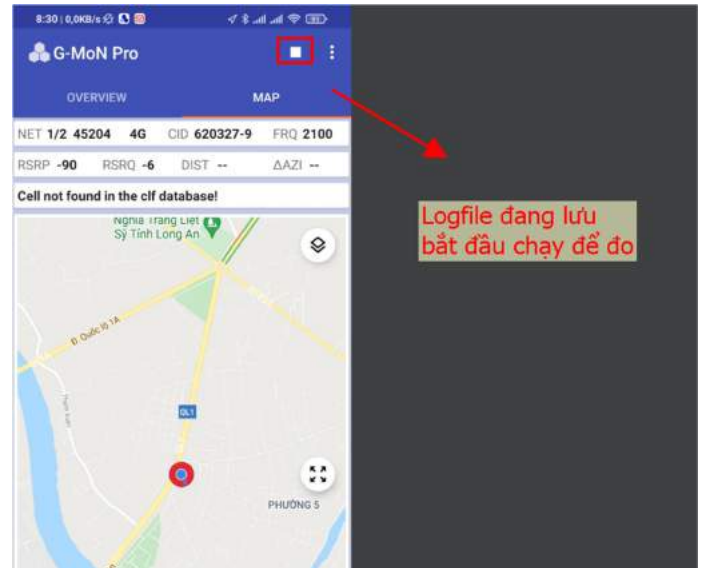 8:30 | 0,0KB/s
G-MoN Pro
OVERVIEW MAP
NET 1/2 45204 4G CID 620327-9 FRQ 2100
RSRP -90 RSRQ -6 DIST -- ΔAZI --
Cell not found in the clf database!
Nghĩa Trang Liệt
Sỹ Tỉnh Long An
Đ. Quốc lộ 1A
QL1
PHƯỜNG 5
Logfile đang lưu
bắt đầu chạy để đo